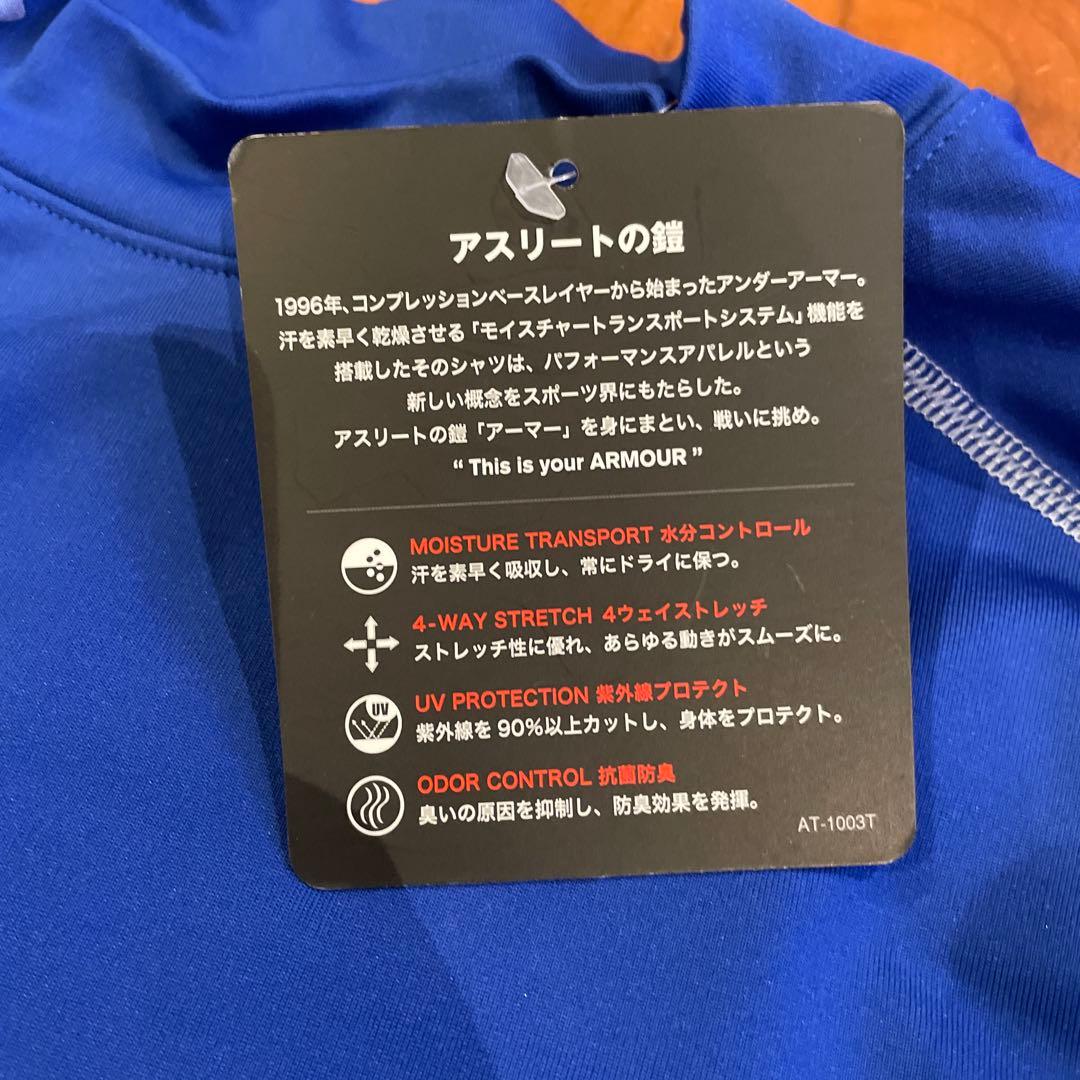 アスリートの鎧
1996年、コンプレッションベースレイヤーから始まったアンダーアーマー。
汗を素早く乾燥させる「モイスチャートランスポートシステム」機能を
搭載したそのシャツは、パフォーマンスアパレルという
新しい概念をスポーツ界にもたらした。
アスリートの鎧「アーマー」を身にまとい、戦いに挑め。
“ This is your ARMOUR ”
MOISTURE TRANSPORT 水分コントロール
汗を素早く吸収し、常にドライに保つ。
4-WAY STRETCH 4ウェイストレッチ
ストレッチ性に優れ、あらゆる動きがスムーズに。
UV
UV PROTECTION 紫外線プロテクト
紫外線を 90%以上カットし、身体をプロテクト。
ODOR CONTROL 抗菌防臭
臭いの原因を抑制し、防臭効果を発揮。
AT-1003T